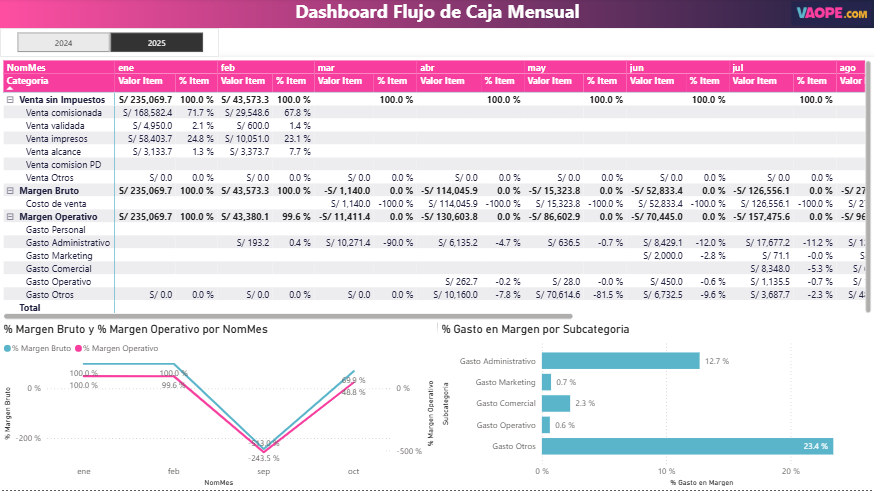 Dashboard Flujo de Caja Mensual
VAOPE.COM
2024 2025
NomMes ene feb mar abr may jun jul ago
Categoria Valor Item % Item Valor Item % Item Valor Item % Item Valor Item % Item Valor Item % Item Valor Item % Item Valor Item % Item Valor
Venta sin Impuestos S/ 235,069.7 100.0 % S/ 43,573.3 100.0 % 100.0 % 100.0 % 100.0 % 100.0 % 100.0 %
Venta comisionada S/ 168,582.4 71.7 % S/ 29,548.6 67.8 %
Venta validada S/ 4,950.0 2.1 % S/ 600.0 1.4 %
Venta impresos S/ 58,403.7 24.8 % S/ 10,051.0 23.1 %
Venta alcance S/ 3,133.7 1.3 % S/ 3,373.7 7.7 %
Venta comision PD
Venta Otros S/ 0.0 0.0 % S/ 0.0 0.0 % S/ 0.0 0.0 % S/ 0.0 0.0 % S/ 0.0 0.0 % S/ 0.0 0.0 % S/ 0.0 0.0 %
Margen Bruto S/ 235,069.7 100.0 % S/ 43,573.3 100.0 % -S/ 1,140.0 0.0 % -S/ 114,045.9 0.0 % -S/ 15,323.8 0.0 % -S/ 52,833.4 0.0 % -S/ 126,556.1 0.0 % -S/ 27
Costo de venta S/ 1,140.0 -100.0 % S/ 114,045.9 -100.0 % S/ 15,323.8 -100.0 % S/ 52,833.4 -100.0 % S/ 126,556.1 -100.0 % S/ 2
Margen Operativo S/ 235,069.7 100.0 % S/ 43,380.1 99.6 % -S/ 11,411.4 0.0 % -S/ 130,603.8 0.0 % -S/ 86,602.9 0.0 % -S/ 70,445.0 0.0 % -S/ 157,475.6 0.0 % -S/ 96
Gasto Personal
Gasto Administrativo S/ 193.2 0.4 % S/ 10,271.4 -90.0 % S/ 6,135.2 -4.7 % S/ 636.5 -0.7 % S/ 8,429.1 -12.0 % S/ 17,677.2 -11.2 % S/ 1
Gasto Marketing S/ 2,000.0 -2.8 % S/ 71.1 -0.0 % S
Gasto Comercial S/ 8,348.0 -5.3 % S/
Gasto Operativo S/ 262.7 -0.2 % S/ 28.0 -0.0 % S/ 450.0 -0.6 % S/ 1,135.5 -0.7 % S/
Gasto Otros S/ 0.0 0.0 % S/ 0.0 0.0 % S/ 0.0 0.0 % S/ 10,160.0 -7.8 % S/ 70,614.6 -81.5 % S/ 6,732.5 -9.6 % S/ 3,687.7 -2.3 % S/ 4
Total
% Margen Bruto y % Margen Operativo por NomMes
% Margen Bruto % Margen Operativo
% Margen Bruto
0 %
-200 %
100.0 % 100.0 %
100.0 % 99.6 %
-243.5 %
48.8 %
0 %
-500 %
% Margen Operativo
ene feb sep oct
NomMes
% Gasto en Margen por Subcategoria
Subcategoria
Gasto Administrativo 12.7 %
Gasto Marketing 0.7 %
Gasto Comercial 2.3 %
Gasto Operativo 0.6 %
Gasto Otros 23.4 %
0 % 10 % 20 %
% Gasto en Margen